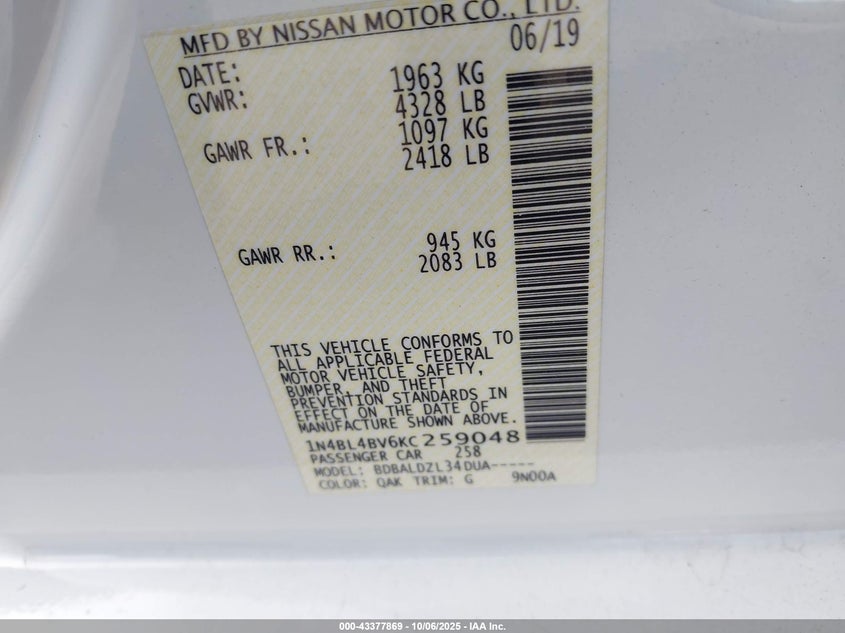 MFD BY NISSAN MOTOR CO., LTD.
DATE: 06/19
GVWR: 1963 KG
4328 LB
GAWR FR.: 1097 KG
2418 LB
GAWR RR.: 945 KG
2083 LB
THIS VEHICLE CONFORMS TO
ALL APPLICABLE FEDERAL
MOTOR VEHICLE SAFETY,
BUMPER, AND THEFT
PREVENTION STANDARDS IN
EFFECT ON THE DATE OF
MANUFACTURE SHOWN ABOVE.
1N4BL4BV6KC259048
PASSENGER CAR 258
MODEL: BDBALDZL34DUA-----
COLOR: QAK TRIM: G 9N00A
000-43377869 - 10/06/2025 - IAA Inc.